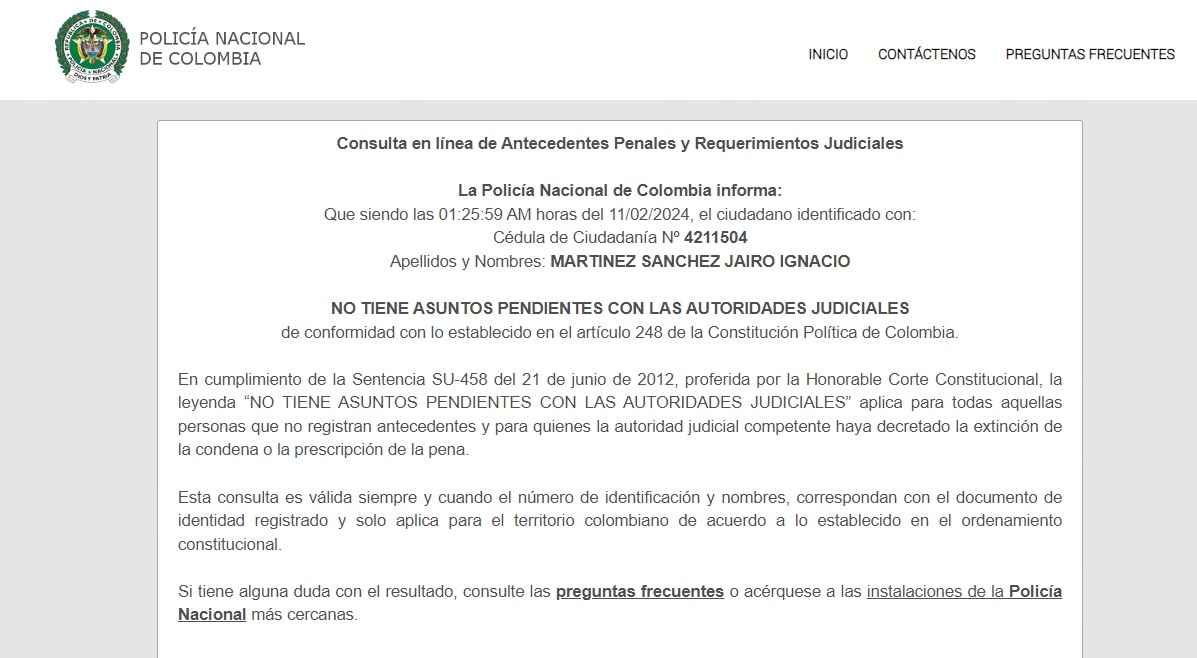 REPÚBLICA DE COLOMBIA
POLICÍA NACIONAL
DIOS Y PATRIA
POLICÍA NACIONAL
DE COLOMBIA
INICIO CONTÁCTENOS PREGUNTAS FRECUENTES
Consulta en línea de Antecedentes Penales y Requerimientos Judiciales
La Policía Nacional de Colombia informa:
Que siendo las 01:25:59 AM horas del 11/02/2024, el ciudadano identificado con:
Cédula de Ciudadanía Nº 4211504
Apellidos y Nombres: MARTINEZ SANCHEZ JAIRO IGNACIO
NO TIENE ASUNTOS PENDIENTES CON LAS AUTORIDADES JUDICIALES
de conformidad con lo establecido en el artículo 248 de la Constitución Política de Colombia.
En cumplimiento de la Sentencia SU-458 del 21 de junio de 2012, proferida por la Honorable Corte Constitucional, la
leyenda “NO TIENE ASUNTOS PENDIENTES CON LAS AUTORIDADES JUDICIALES” aplica para todas aquellas
personas que no registran antecedentes y para quienes la autoridad judicial competente haya decretado la extinción de
la condena o la prescripción de la pena.
Esta consulta es válida siempre y cuando el número de identificación y nombres, correspondan con el documento de
identidad registrado y solo aplica para el territorio colombiano de acuerdo a lo establecido en el ordenamiento
constitucional.
Si tiene alguna duda con el resultado, consulte las preguntas frecuentes o acérquese a las instalaciones de la Policía
Nacional más cercanas.